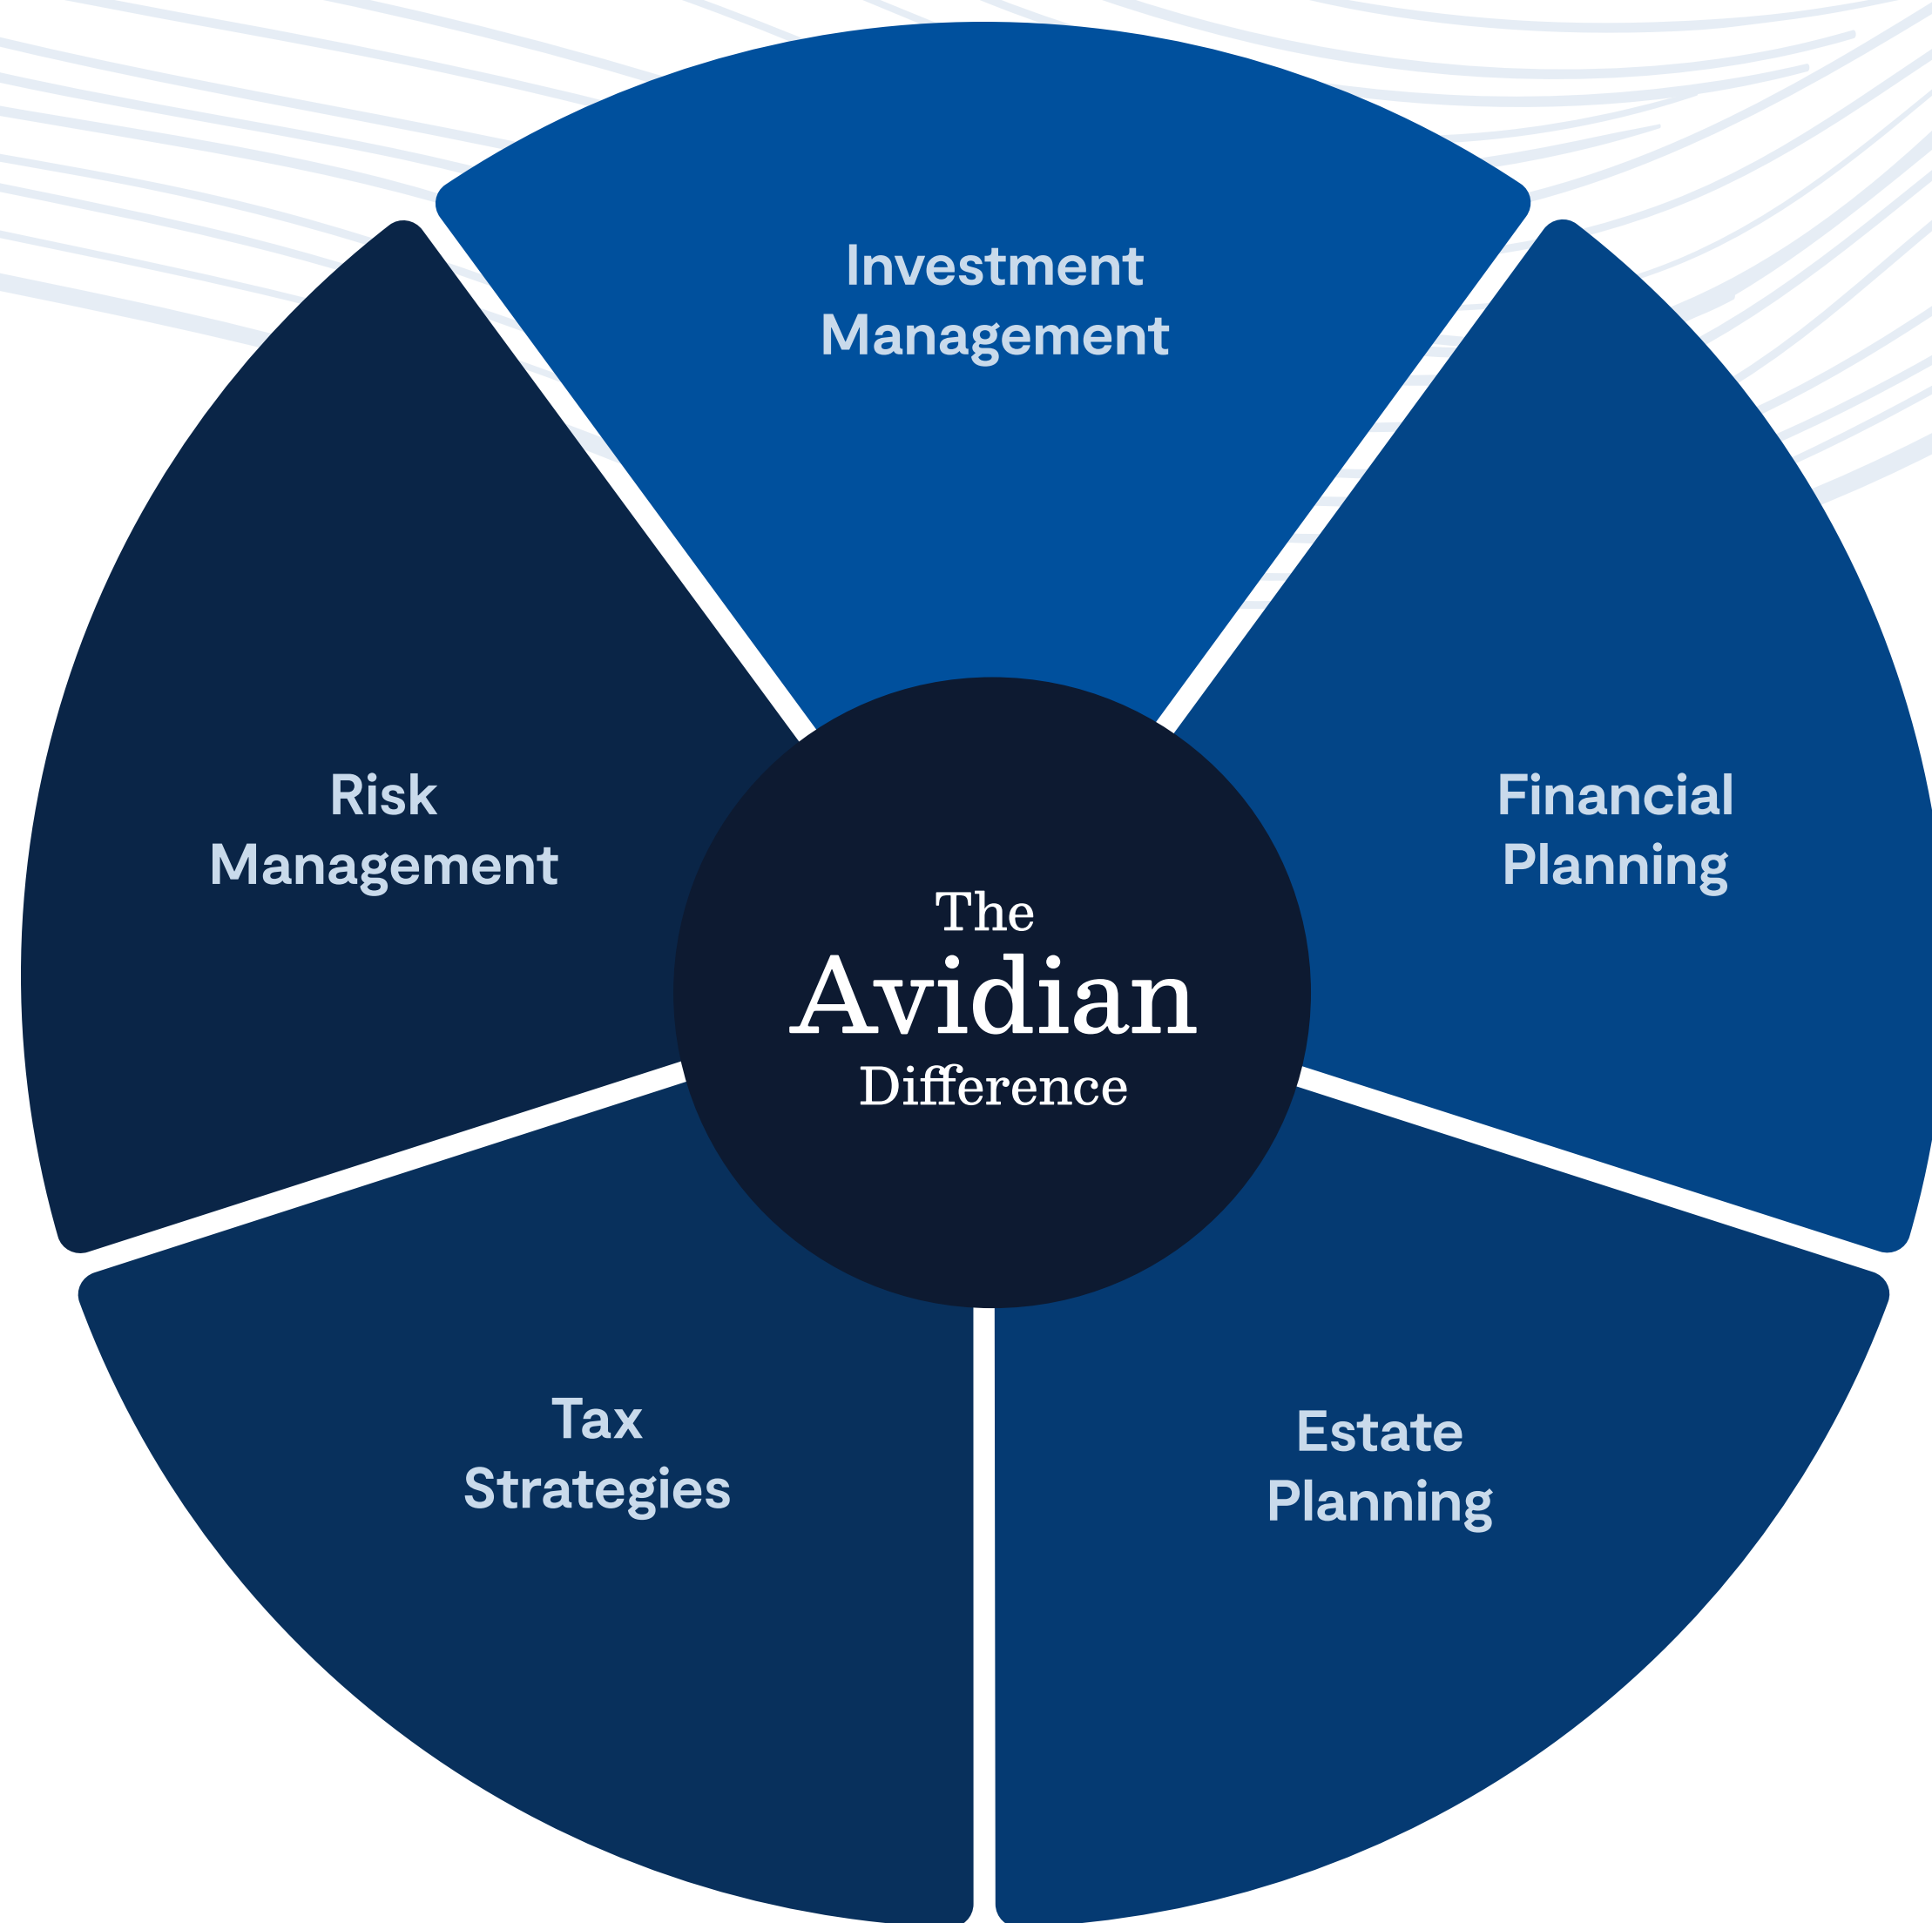 Investment
Management
Risk
Management
Financial
Planning
The
Avidian
Difference
Tax
Strategies
Estate
Planning